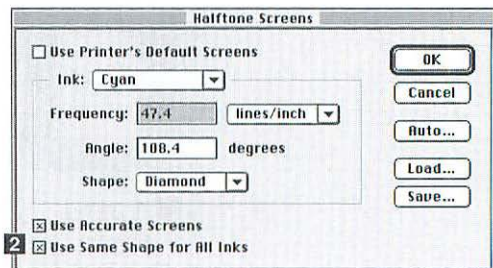 Halftone Screens
Use Printer's Default Screens
OK
Ink: Cyan
Cancel
Frequency: 47.4 lines/inch
Auto...
Angle: 108.4 degrees
Load...
Shape: Diamond
Save...
Use Accurate Screens
2 Use Same Shape for All Inks